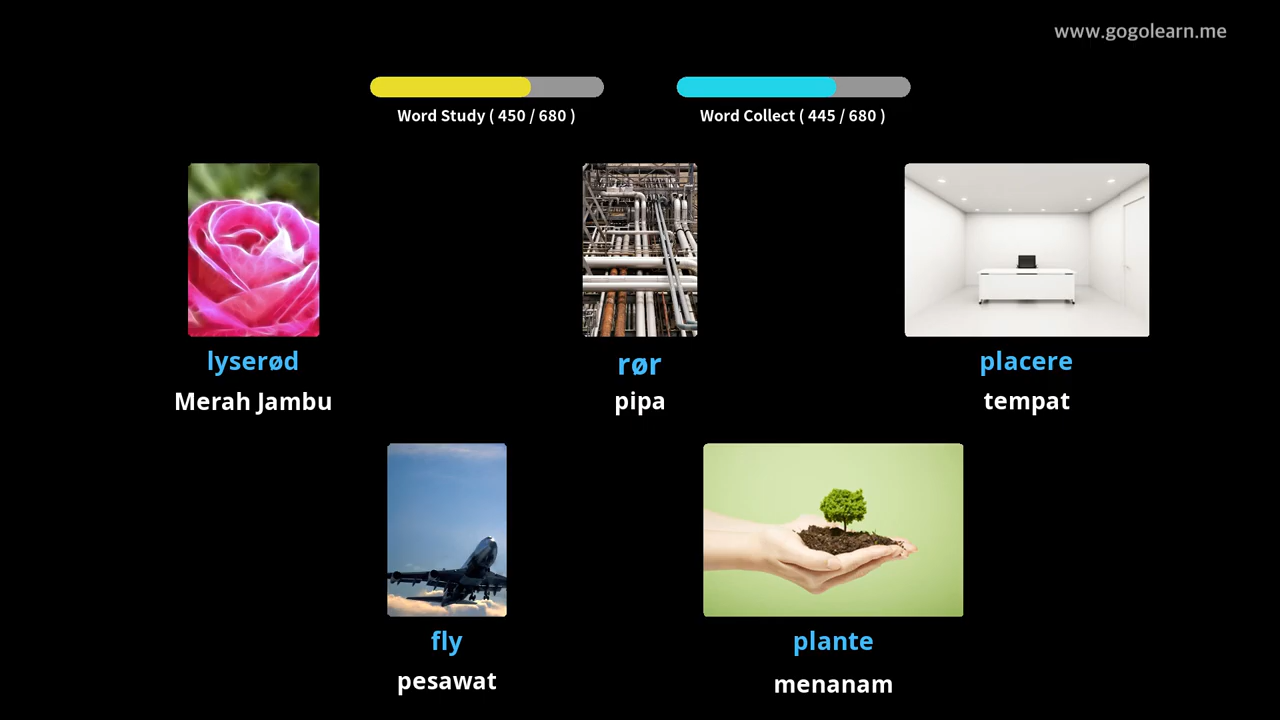 www.gogolearn.me
Word Study ( 450 / 680 )
Word Collect ( 445 / 680 )
lyserød
Merah Jambu
rør
pipa
placere
tempat
fly
pesawat
plante
menanam